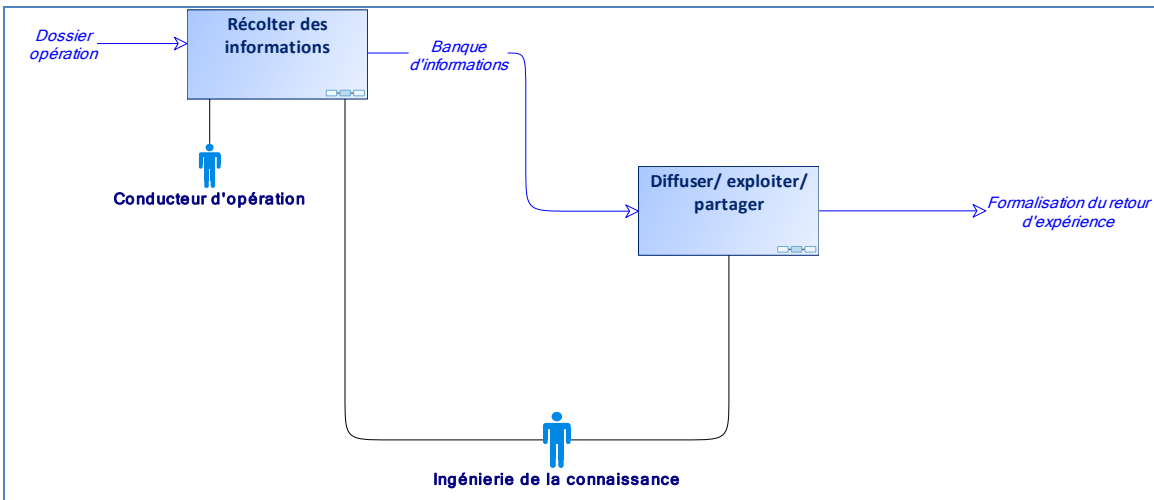 Dossier
opération
Récolter des
informations
Banque
d'informations
Conducteur d'opération
Diffuser/ exploiter/
partager
Formalisation du retour
d'expérience
Ingénierie de la connaissance